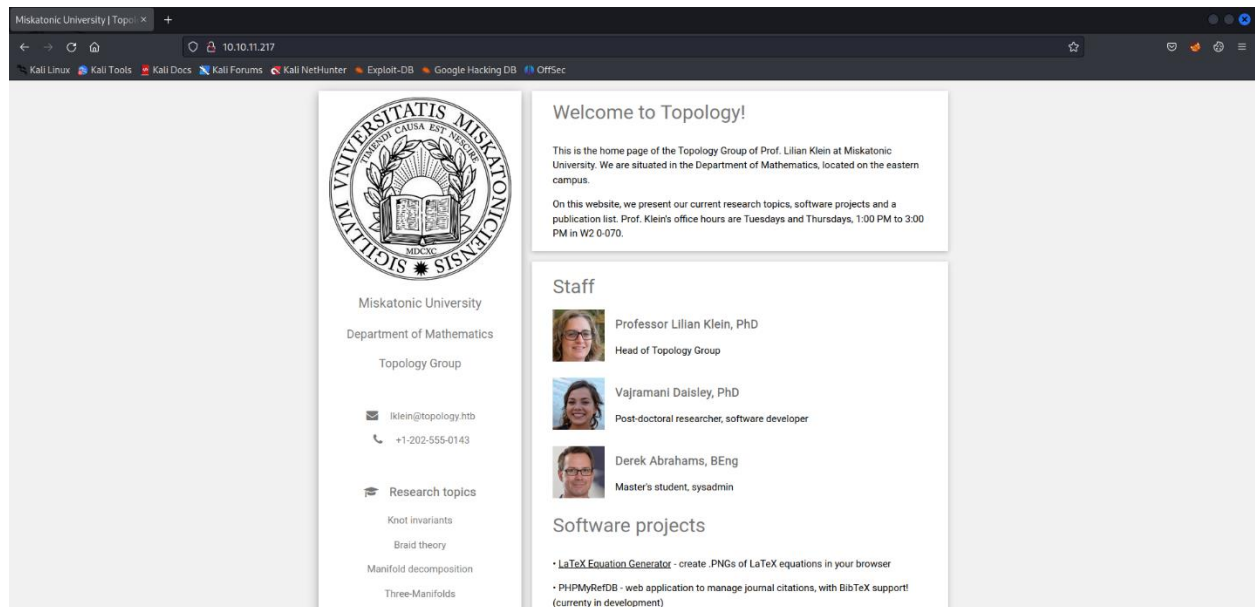 Miskatonic University | Topol
10.10.11.217
Kali Linux
Kali Tools
Kali Docs
Kali Forums
Kali NetHunter
Exploit-DB
Google Hacking DB
OffSec
SIGILLVM VNIVERSITATIS MISKATONICIENSIS
TIMENDI CAUSA EST NESCIRE
MDCXC
Miskatonic University
Department of Mathematics
Topology Group
lklein@topology.htb
+1-202-555-0143
Research topics
Knot invariants
Braid theory
Manifold decomposition
Three-Manifolds
Welcome to Topology!
This is the home page of the Topology Group of Prof. Lilian Klein at Miskatonic
University. We are situated in the Department of Mathematics, located on the eastern
campus.
On this website, we present our current research topics, software projects and a
publication list. Prof. Klein's office hours are Tuesdays and Thursdays, 1:00 PM to 3:00
PM in W2 0-070.
Staff
Professor Lilian Klein, PhD
Head of Topology Group
Vajramani Daisley, PhD
Post-doctoral researcher, software developer
Derek Abrahams, BEng
Master's student, sysadmin
Software projects
• LaTeX Equation Generator - create .PNGs of LaTeX equations in your browser
• PHPMyRefDB - web application to manage journal citations, with BibTeX support!
(currenty in development)